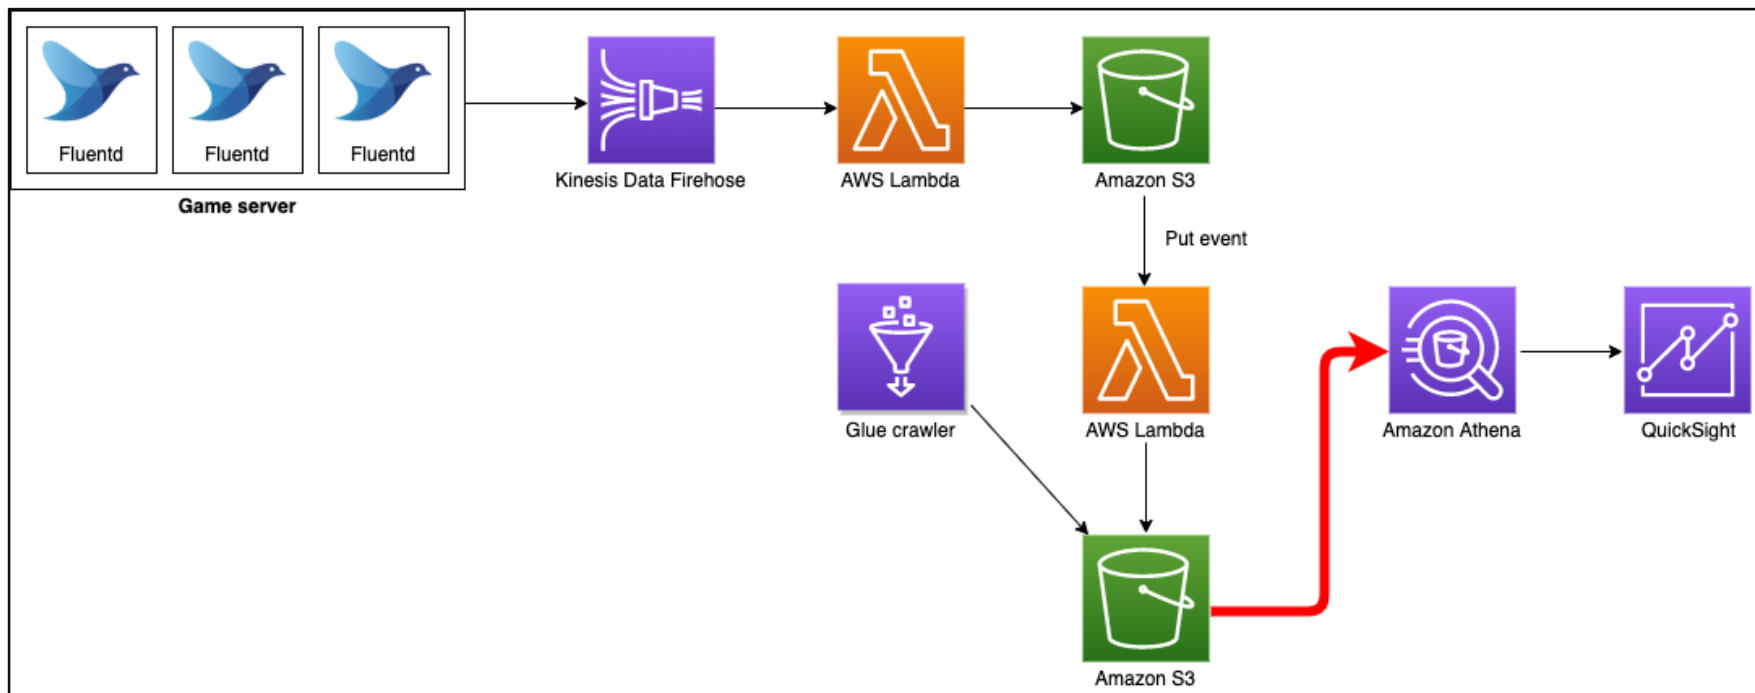 Fluentd
Fluentd
Fluentd
Game server
Kinesis Data Firehose
AWS Lambda
Amazon S3
Put event
Glue crawler
AWS Lambda
Amazon Athena
QuickSight
Amazon S3